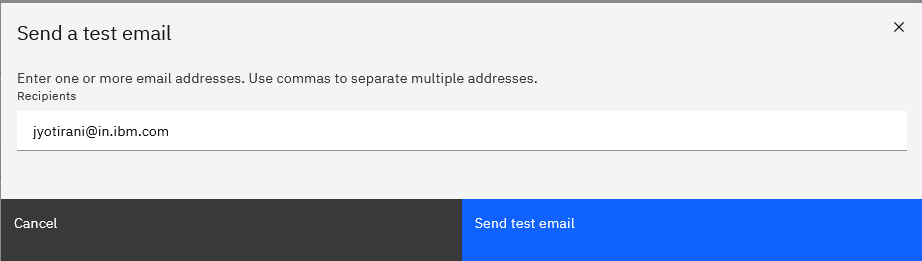 Send a test email
Enter one or more email addresses. Use commas to separate multiple addresses.
Recipients
jyotirani@in.ibm.com
Cancel
Send test email